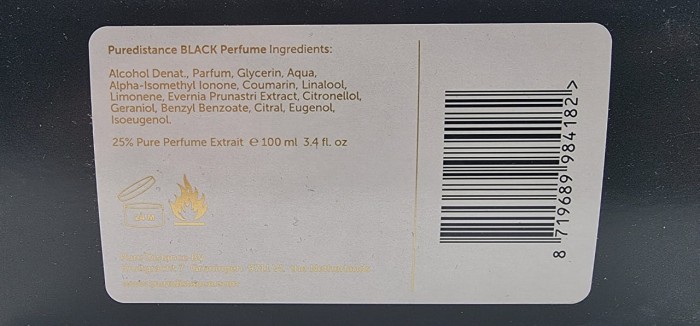 Puredistance BLACK Perfume Ingredients:
Alcohol Denat., Parfum, Glycerin, Aqua,
Alpha-Isomethyl Ionone, Coumarin, Linalool,
Limonene, Evernia Prunastri Extract, Citronellol,
Geraniol, Benzyl Benzoate, Citral, Eugenol,
Isoeugenol.
25% Pure Perfume Extrait e 100 ml 3.4 fl. oz
8 719689 984182 >